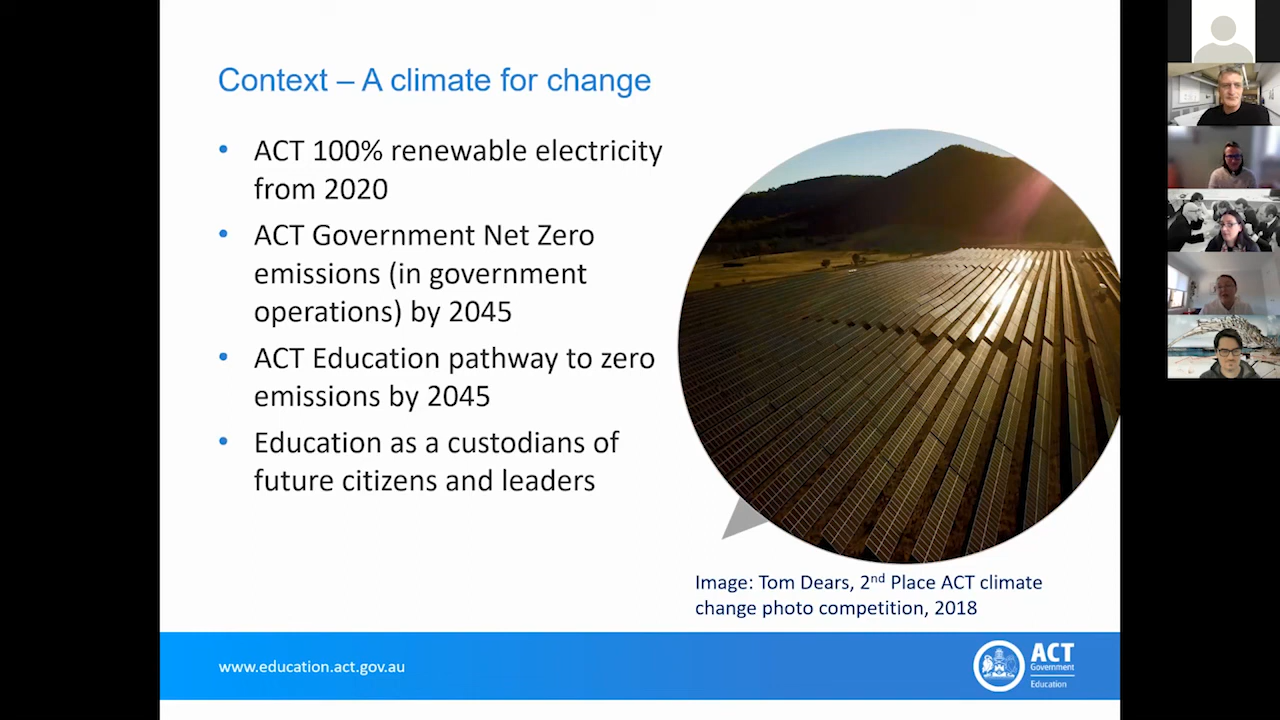 Context – A climate for change
• ACT 100% renewable electricity
from 2020
• ACT Government Net Zero
emissions (in government
operations) by 2045
• ACT Education pathway to zero
emissions by 2045
• Education as a custodians of
future citizens and leaders
Image: Tom Dears, 2nd Place ACT climate
change photo competition, 2018
www.education.act.gov.au
ACT
Government
Education